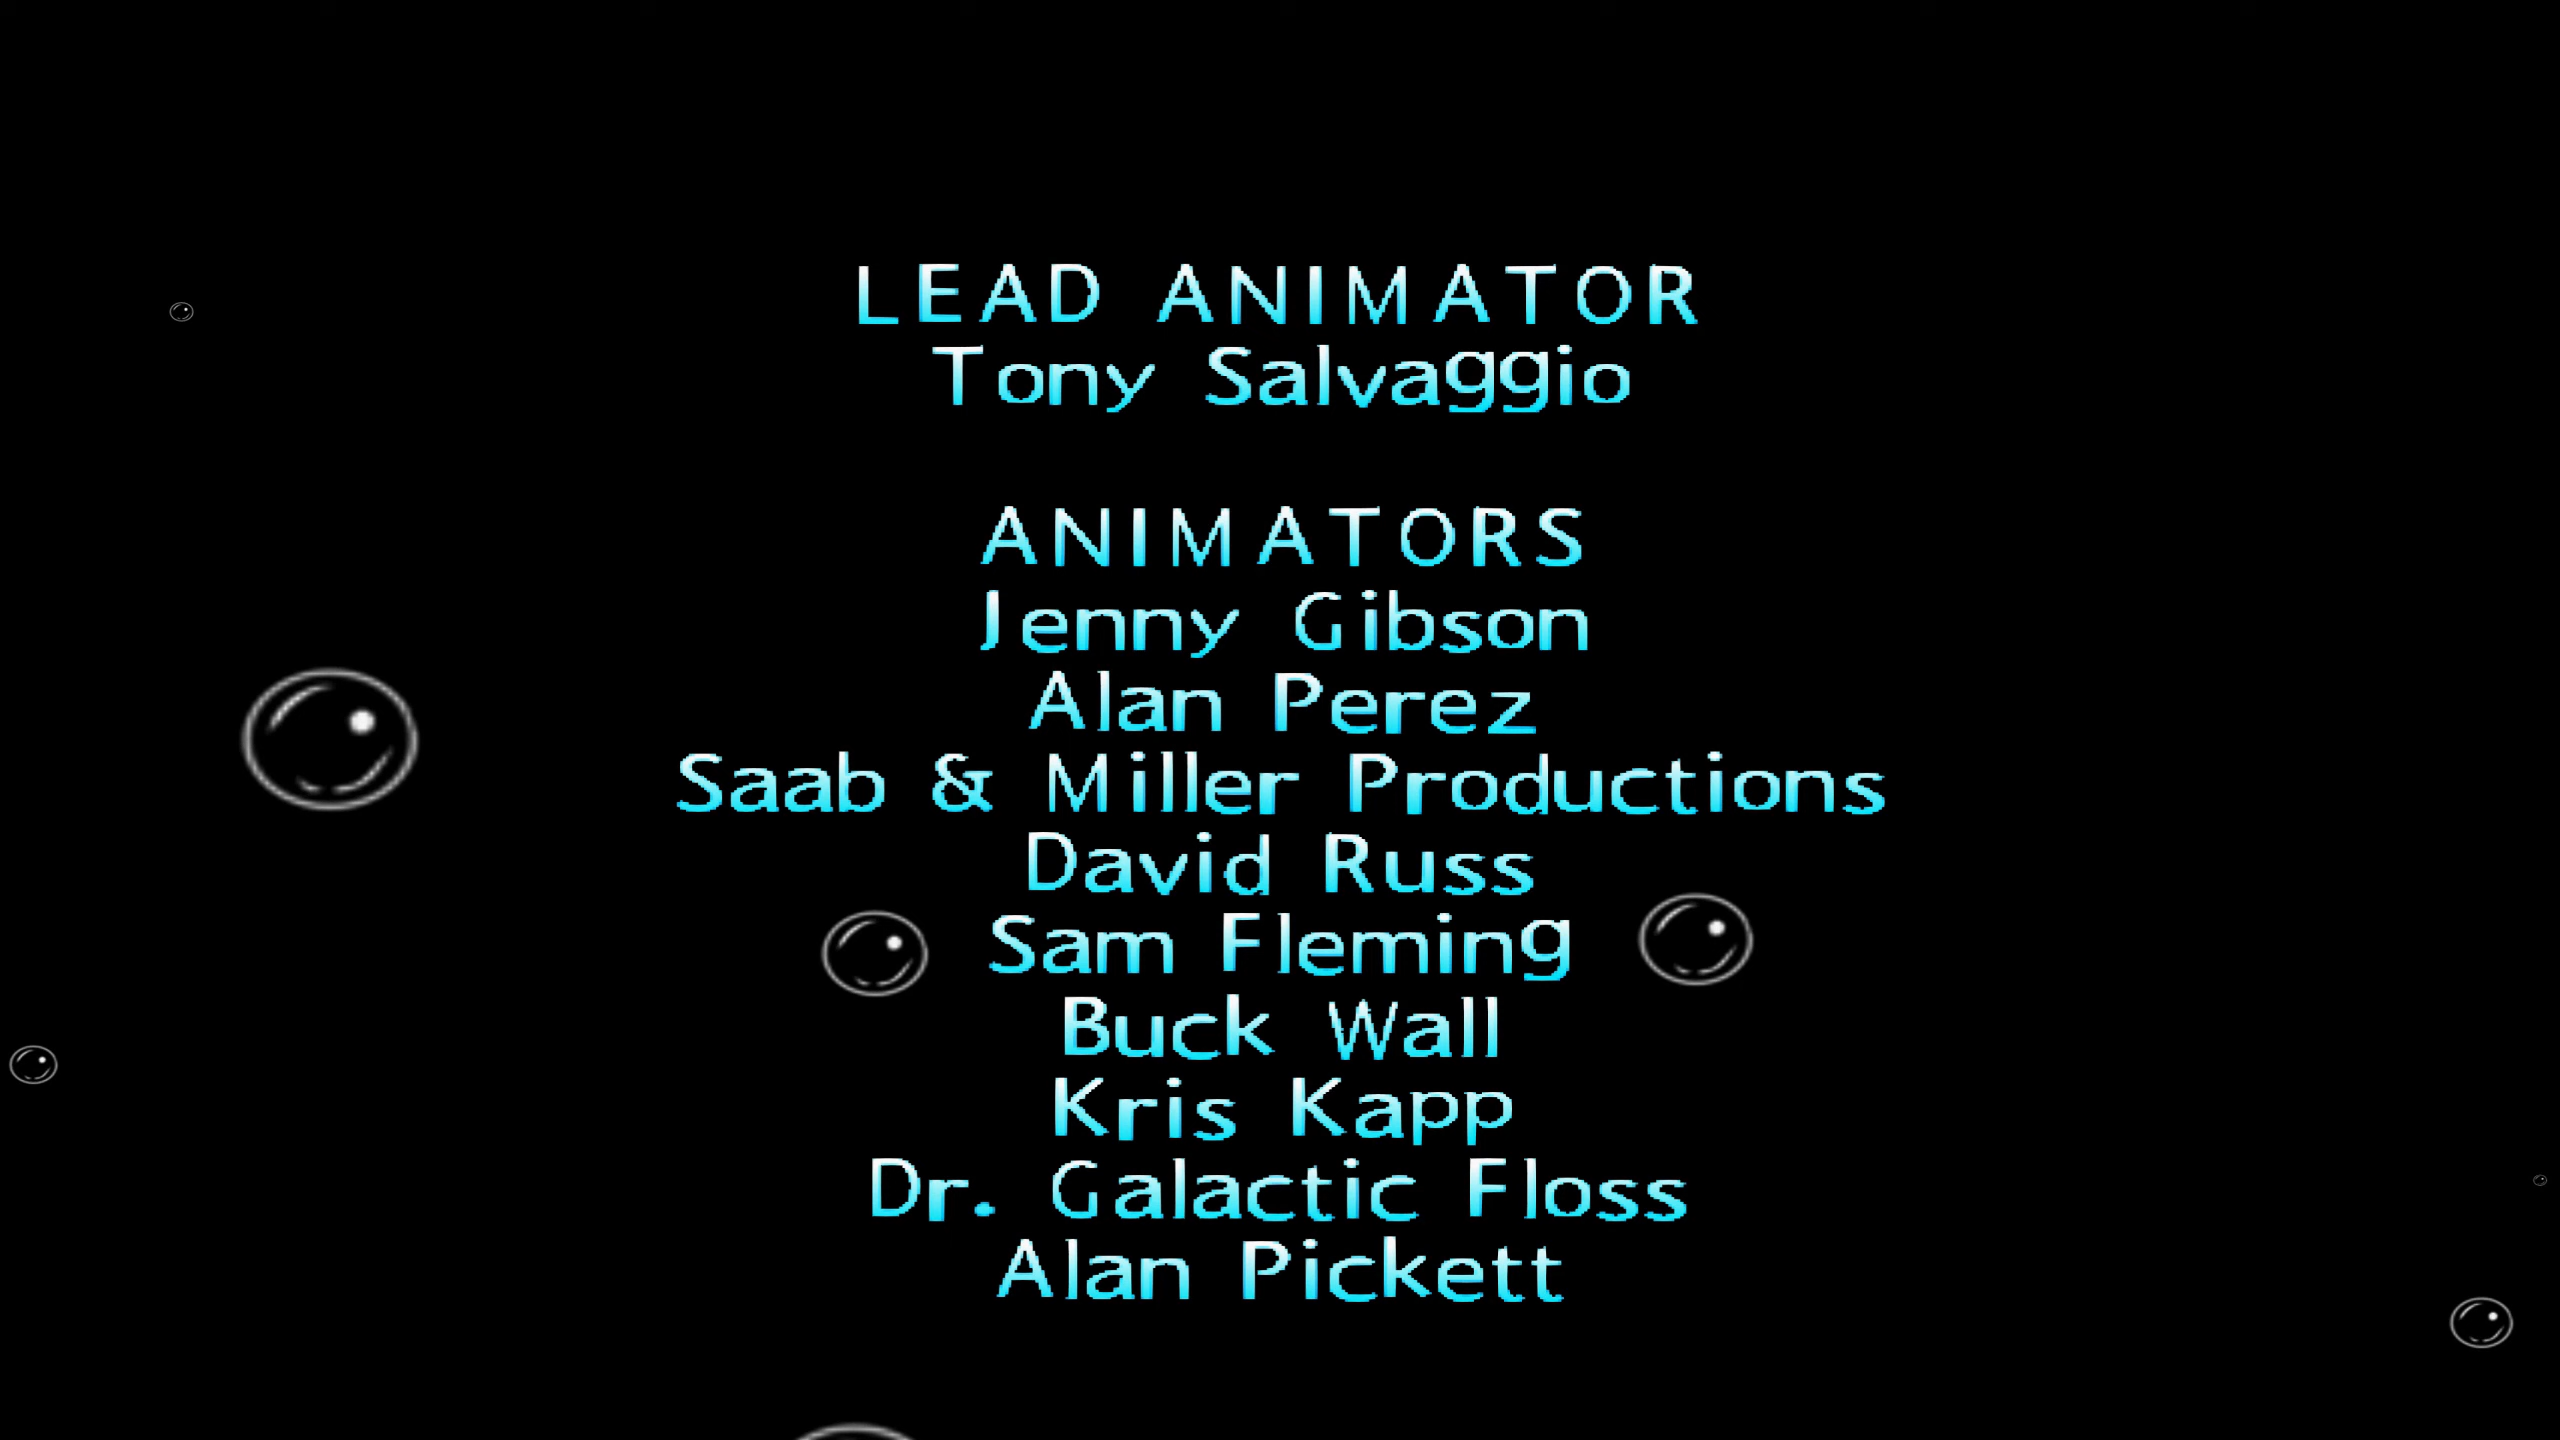 LEAD ANIMATOR
Tony Salvaggio
ANIMATORS
Jenny Gibson
Alan Perez
Saab & Miller Productions
David Russ
Sam Fleming
Buck Wall
Kris Kapp
Dr. Galactic Floss
Alan Pickett